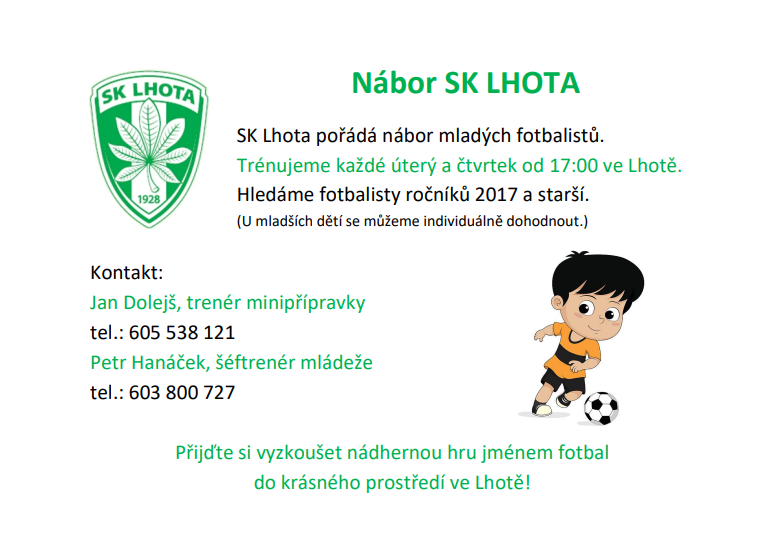 SK LHOTA
1928
Nábor SK LHOTA
SK Lhota pořádá nábor mladých fotbalistů.
Trénujeme každé úterý a čtvrtek od 17:00 ve Lhotě.
Hledáme fotbalisty ročníků 2017 a starší.
(U mladších dětí se můžeme individuálně dohodnout.)
Kontakt:
Jan Dolejš, trenér minipřípravky
tel.: 605 538 121
Petr Hanáček, šéftrenér mládeže
tel.: 603 800 727
Přijďte si vyzkoušet nádhernou hru jménem fotbal
do krásného prostředí ve Lhotě!